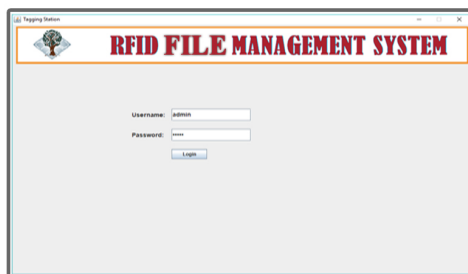 Tagging Station
RFID FILE MANAGEMENT SYSTEM
Username: admin
Password: •••••
Login